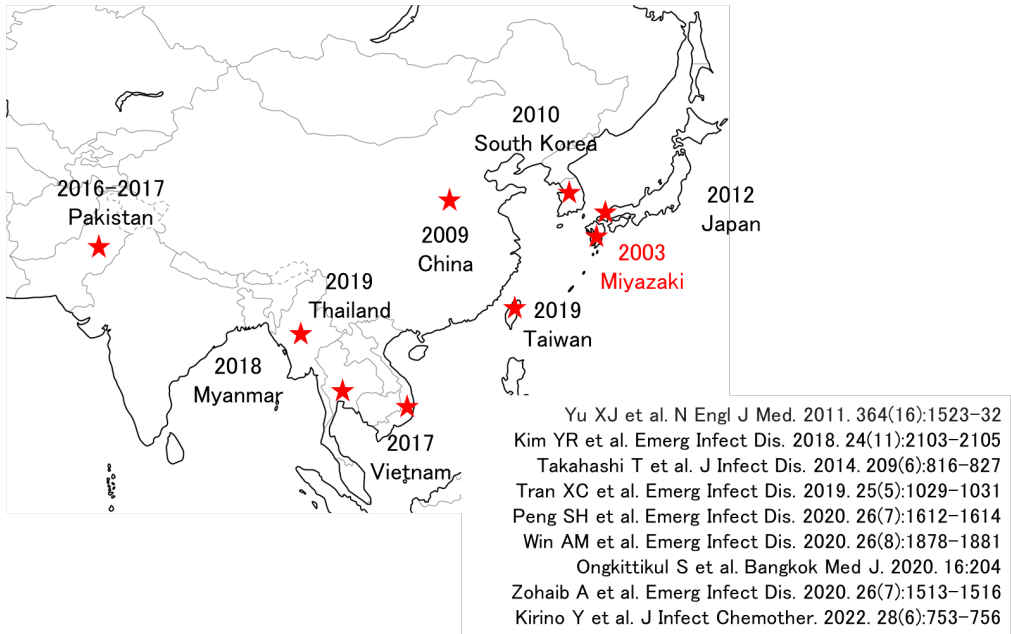 2010
South Korea
2016-2017
Pakistan
2012
Japan
2009
China
2003
Miyazaki
2019
Thailand
2019
Taiwan
2018
Myanmar
2017
Vietnam
Yu XJ et al. N Engl J Med. 2011. 364(16):1523-32
Kim YR et al. Emerg Infect Dis. 2018. 24(11):2103-2105
Takahashi T et al. J Infect Dis. 2014. 209(6):816-827
Tran XC et al. Emerg Infect Dis. 2019. 25(5):1029-1031
Peng SH et al. Emerg Infect Dis. 2020. 26(7):1612-1614
Win AM et al. Emerg Infect Dis. 2020. 26(8):1878-1881
Ongkittikul S et al. Bangkok Med J. 2020. 16:204
Zohaib A et al. Emerg Infect Dis. 2020. 26(7):1513-1516
Kirino Y et al. J Infect Chemother. 2022. 28(6):753-756